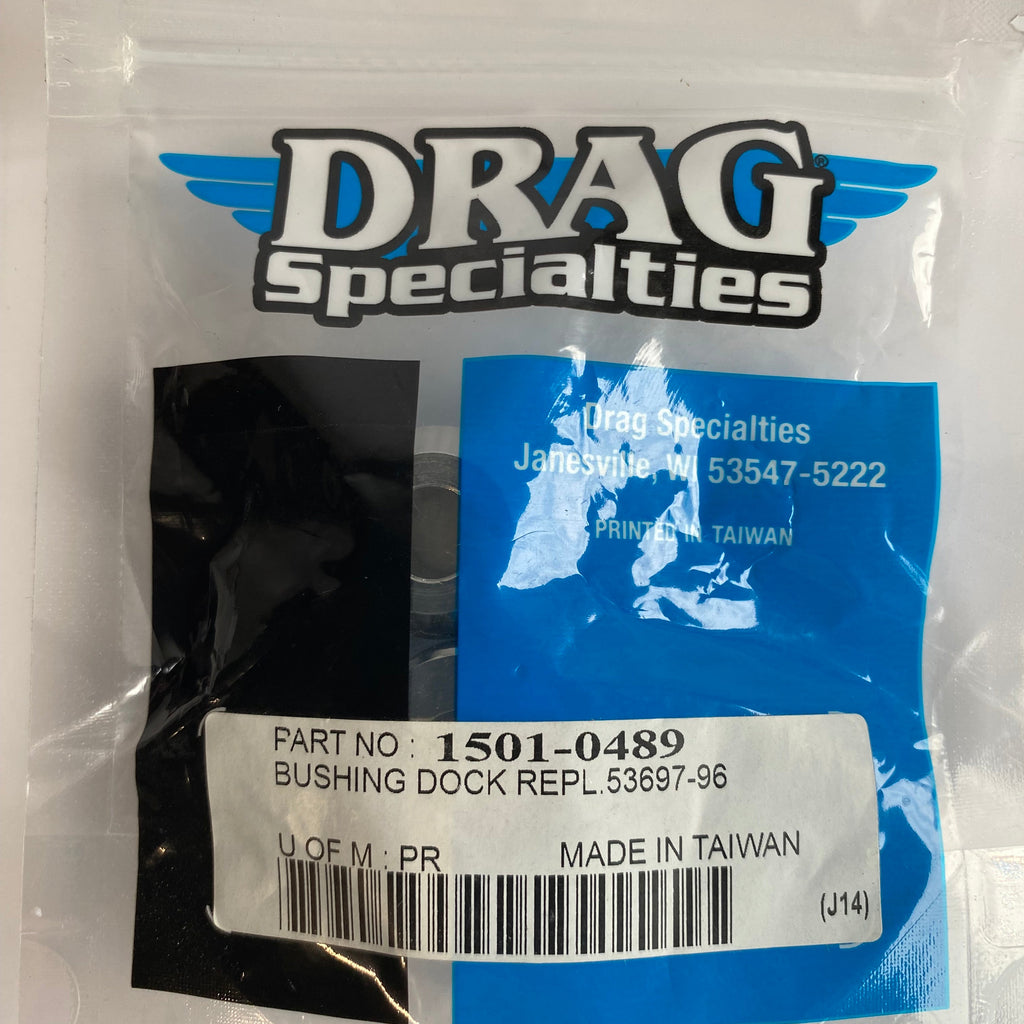 DRAG®
Specialties
Drag Specialties
Janesville, WI 53547-5222
PRINTED IN TAIWAN
PART NO : 1501-0489
BUSHING DOCK REPL.53697-96
U OF M : PR MADE IN TAIWAN
(J14)